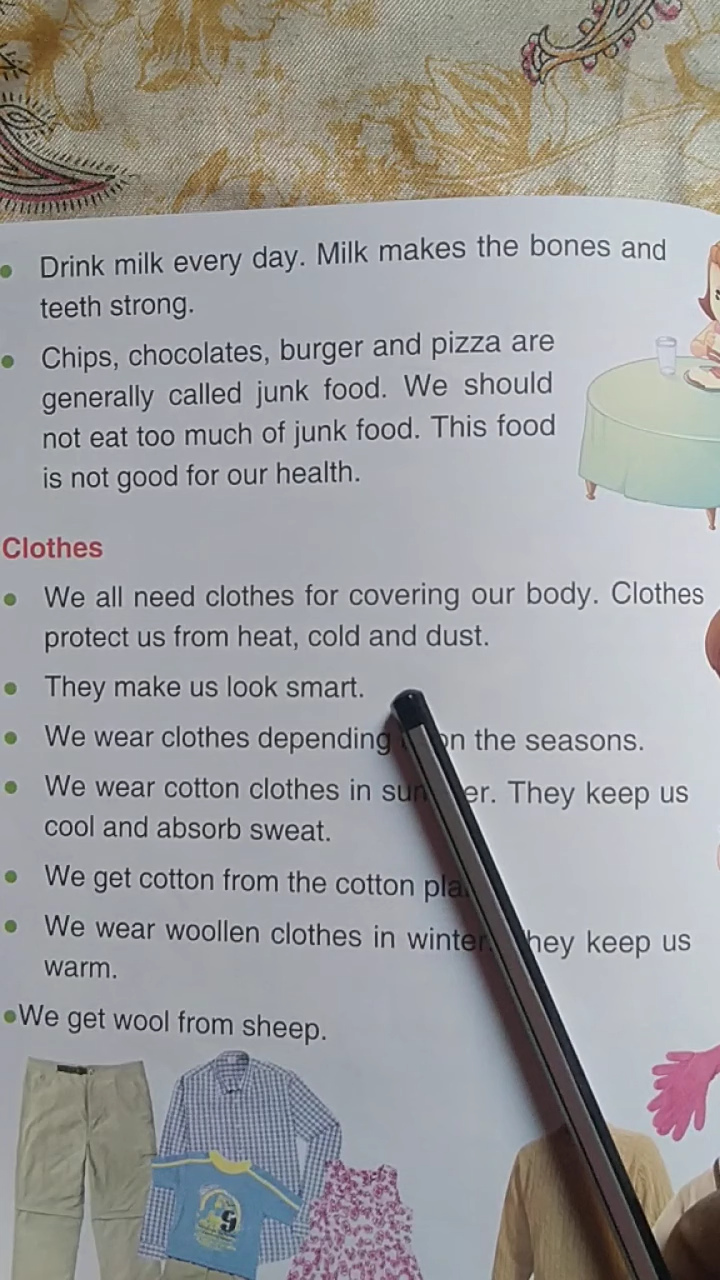 Drink milk every day. Milk makes the bones and
teeth strong.
Chips, chocolates, burger and pizza are
generally called junk food. We should
not eat too much of junk food. This food
is not good for our health.
Clothes
We all need clothes for covering our body. Clothes
protect us from heat, cold and dust.
They make us look smart.
We wear clothes depending on the seasons.
We wear cotton clothes in They keep us
cool and absorb sweat.
We get cotton from the cotton
We wear woollen clothes in winter. They keep us
warm.
We get wool from sheep.
9